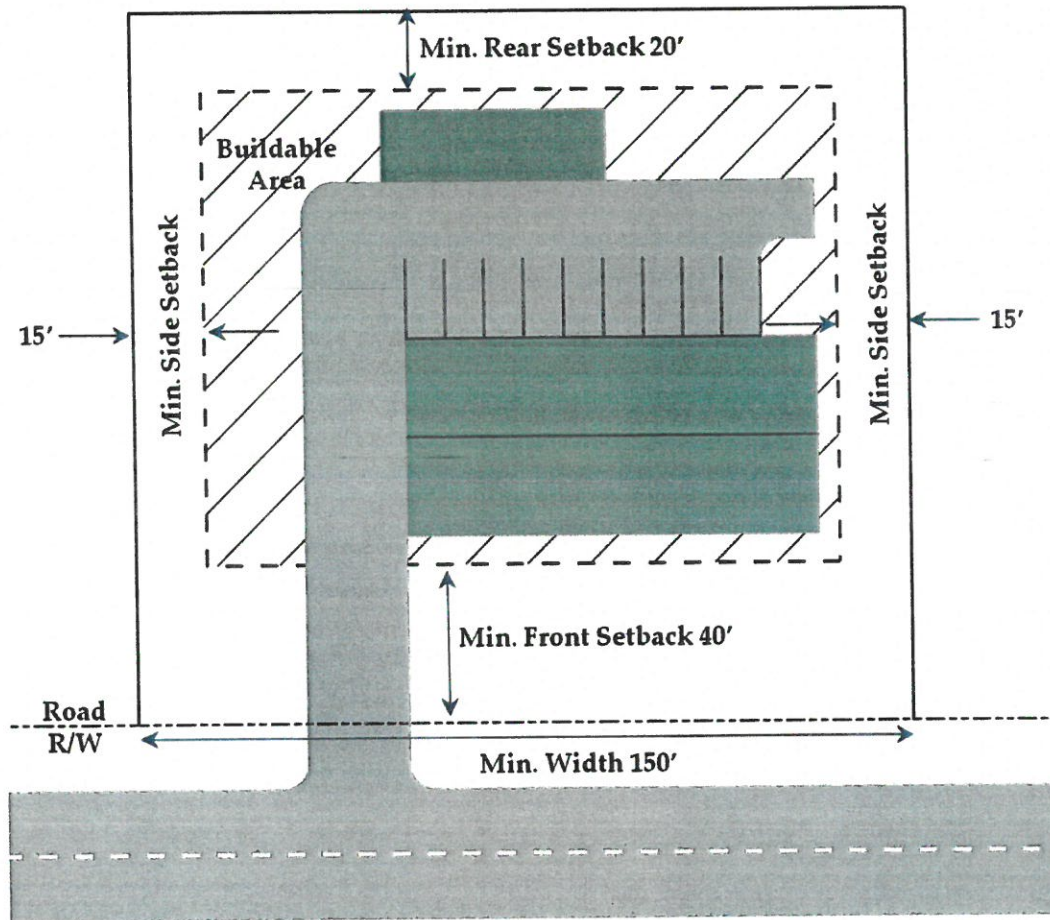 Min. Rear Setback 20'
Buildable
Area
Min. Side Setback
Min. Side Setback
15'
15'
Min. Front Setback 40'
Road
R/W
Min. Width 150'